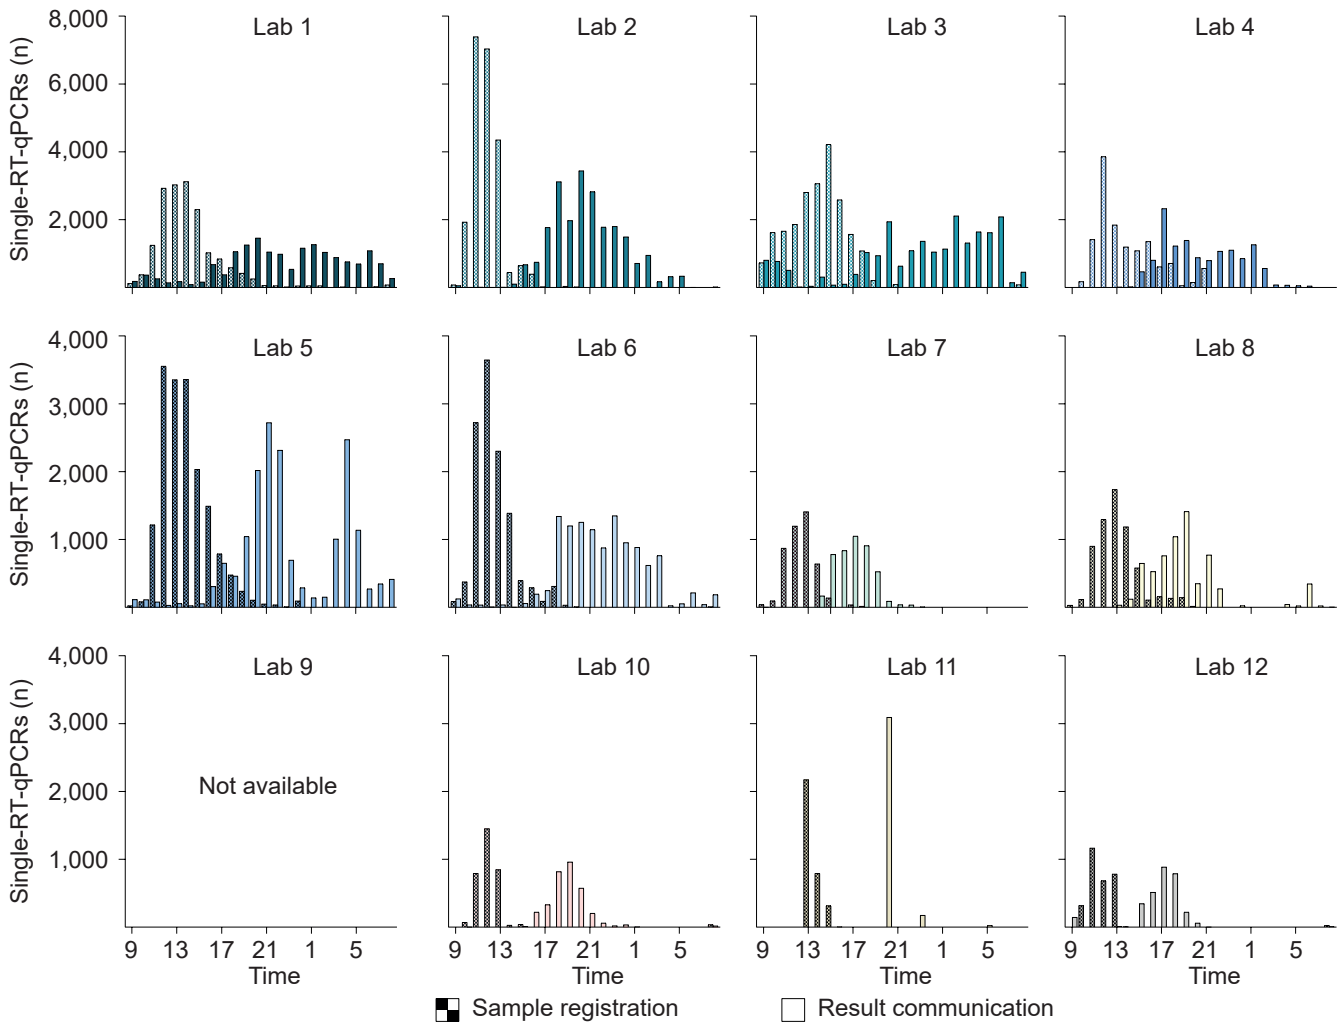 Lab 1
Lab 2
Lab 3
Lab 4
Single-RT-qPCRs (n)
8,000
6,000
4,000
2,000
Lab 5
Lab 6
Lab 7
Lab 8
Single-RT-qPCRs (n)
4,000
3,000
2,000
1,000
Lab 9
Lab 10
Lab 11
Lab 12
Single-RT-qPCRs (n)
4,000
3,000
2,000
1,000
Not available
9 13 17 21 1 5
9 13 17 21 1 5
9 13 17 21 1 5
9 13 17 21 1 5
Time
Time
Time
Time
Sample registration
Result communication